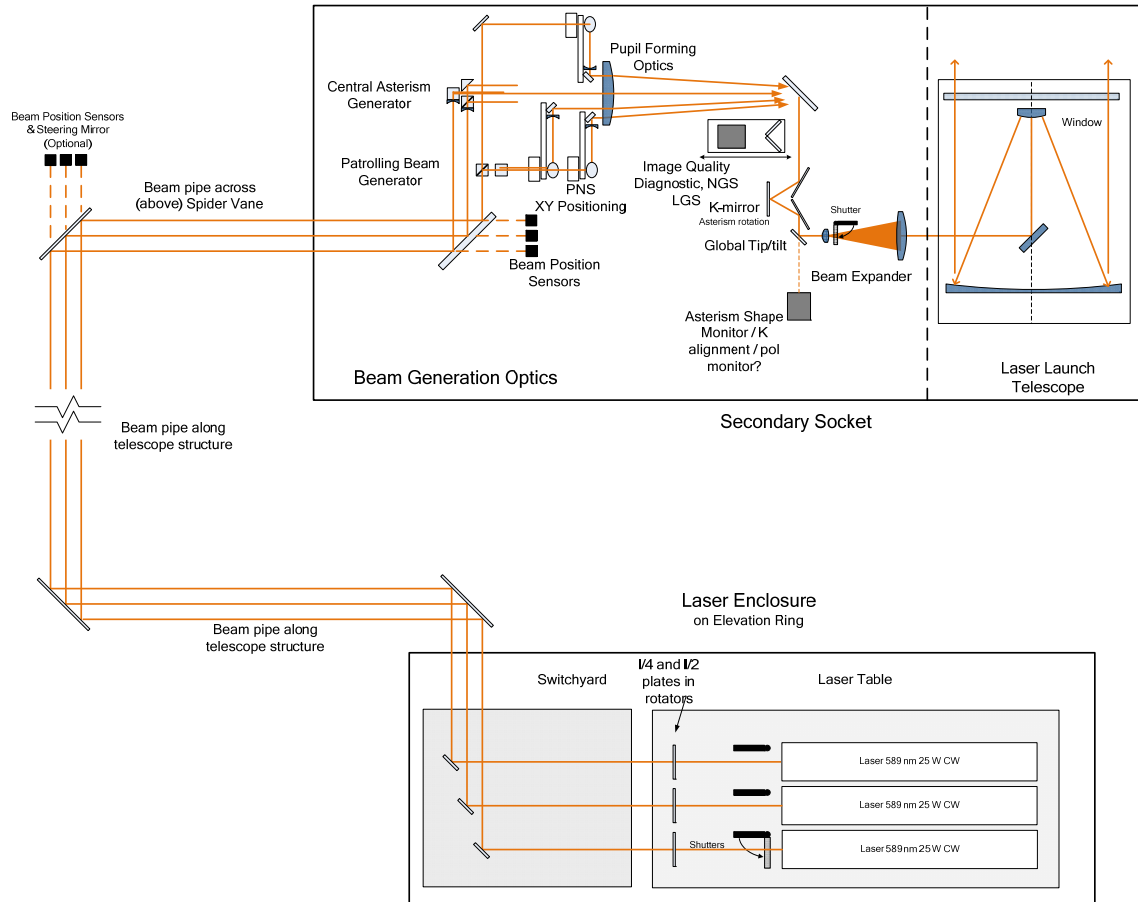 Pupil Forming
Optics
Central Asterism
Generator
Beam Position Sensors
& Steering Mirror
(Optional)
Window
Patrolling Beam
Generator
Image Quality
Diagnostic, NGS
LGS
Beam pipe across
(above) Spider Vane
PNS
XY Positioning
K-mirror
Asterism rotation
Shutter
Global Tip/tilt
Beam Position
Sensors
Beam Expander
Asterism Shape
Monitor / K
alignment / pol
monitor?
Beam Generation Optics
Laser Launch
Telescope
Secondary Socket
Beam pipe along
telescope structure
Laser Enclosure
on Elevation Ring
Beam pipe along
telescope structure
l/4 and l/2
plates in
rotators
Switchyard
Laser Table
Laser 589 nm 25 W CW
Laser 589 nm 25 W CW
Shutters
Laser 589 nm 25 W CW